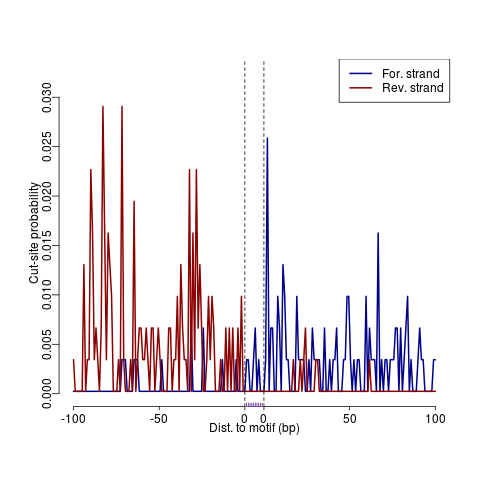 For. strand
Rev. strand
Cut-site probability
0.030
0.025
0.020
0.015
0.010
0.005
0.000
-100 -50 0 0 50 100
Dist. to motif (bp)